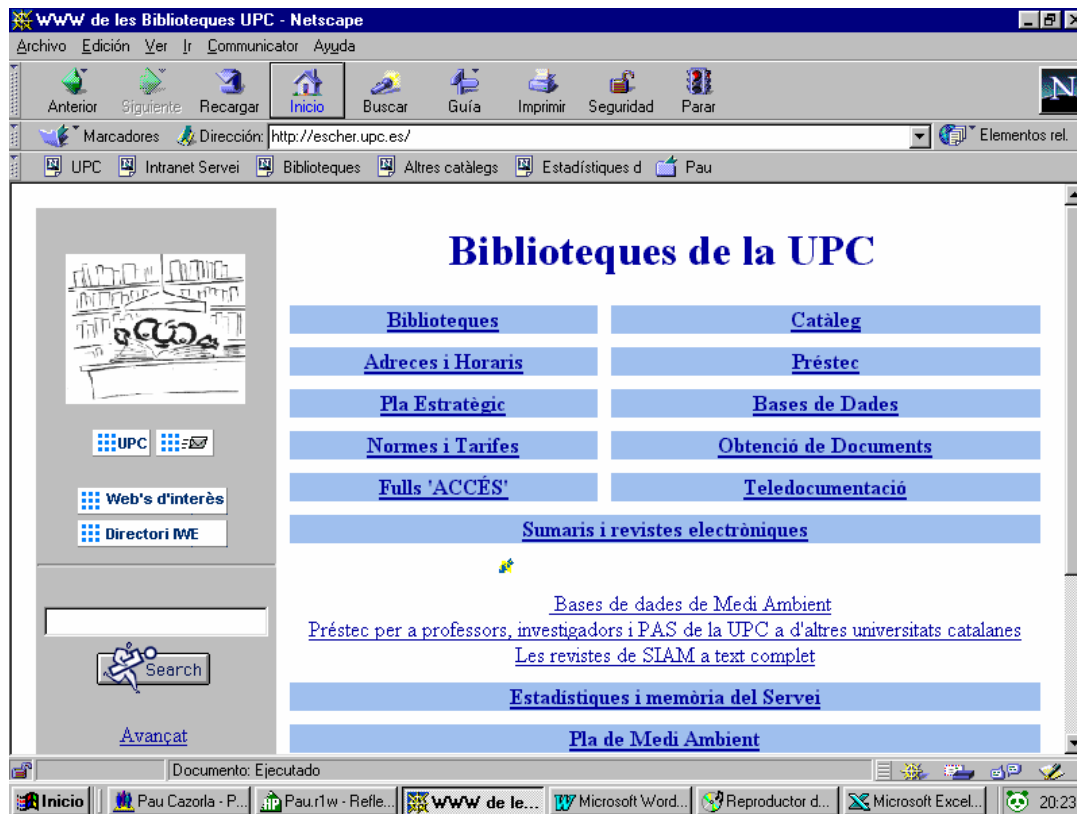 WWW de les Biblioteques UPC - Netscape
Archivo Edición Ver Ir Communicator Ayuda
Anterior Siguiente Recargar Inicio Buscar Guía Imprimir Seguridad Parar N
Marcadores Dirección: http://escher.upc.es/ Elementos rel.
UPC Intranet Servei Biblioteques Altres catàlegs Estadístiques d Pau
Biblioteques de la UPC
Biblioteques Catàleg
Adreces i Horaris Préstec
Pla Estratègic Bases de Dades
Normes i Tarifes Obtenció de Documents
Fulls 'ACCÉS' Teledocumentació
Sumaris i revistes electròniques
Bases de dades de Medi Ambient
Préstec per a professors, investigadors i PAS de la UPC a d'altres universitats catalanes
Les revistes de SIAM a text complet
Estadístiques i memòria del Servei
Pla de Medi Ambient
UPC
Web's d'interès
Directori IWE
Search
Avançat
Documento: Ejecutado
Inicio Pau Cazorla - P... Pau.r1w - Refle... WWW de le... Microsoft Word... Reproductor d... Microsoft Excel... 20:23